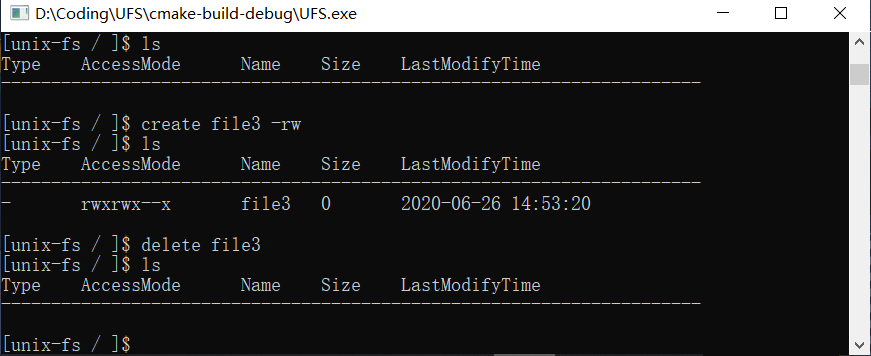 D:\Coding\UFS\cmake-build-debug\UFS.exe
[unix-fs / ]$ ls
Type    AccessMode      Name    Size    LastModifyTime
----------------------------------------------------------------------
[unix-fs / ]$ create file3 -rw
[unix-fs / ]$ ls
Type    AccessMode      Name    Size    LastModifyTime
----------------------------------------------------------------------
-       rwxrwx--x       file3   0       2020-06-26 14:53:20
[unix-fs / ]$ delete file3
[unix-fs / ]$ ls
Type    AccessMode      Name    Size    LastModifyTime
----------------------------------------------------------------------
[unix-fs / ]$